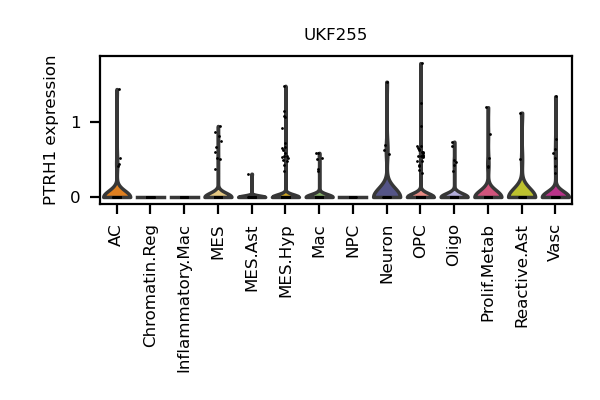 UKF255
PTRH1 expression
1
0
AC
Chromatin.Reg
Inflammatory.Mac
MES
MES.Ast
MES.Hyp
Mac
NPC
Neuron
OPC
Oligo
Prolif.Metab
Reactive.Ast
Vasc